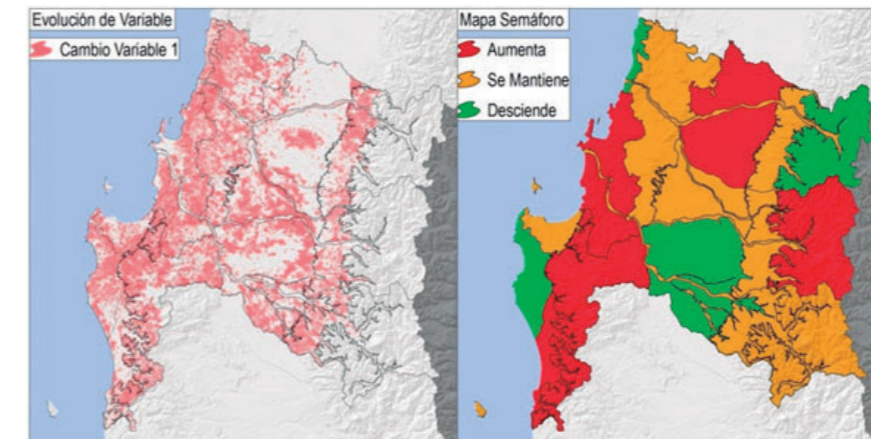 Evolución de Variable
Cambio Variable 1
Mapa Semáforo
Aumenta
Se Mantiene
Desciende